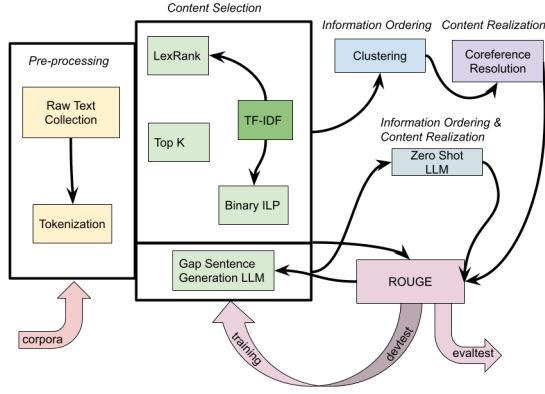 Content Selection
Pre-processing
Raw Text
Collection
Tokenization
corpora
LexRank
TF-IDF
Top K
Binary ILP
Gap Sentence
Generation LLM
Information Ordering
Clustering
Content Realization
Coreference
Resolution
Information Ordering &
Content Realization
Zero Shot
LLM
ROUGE
training
devtest
evaltest